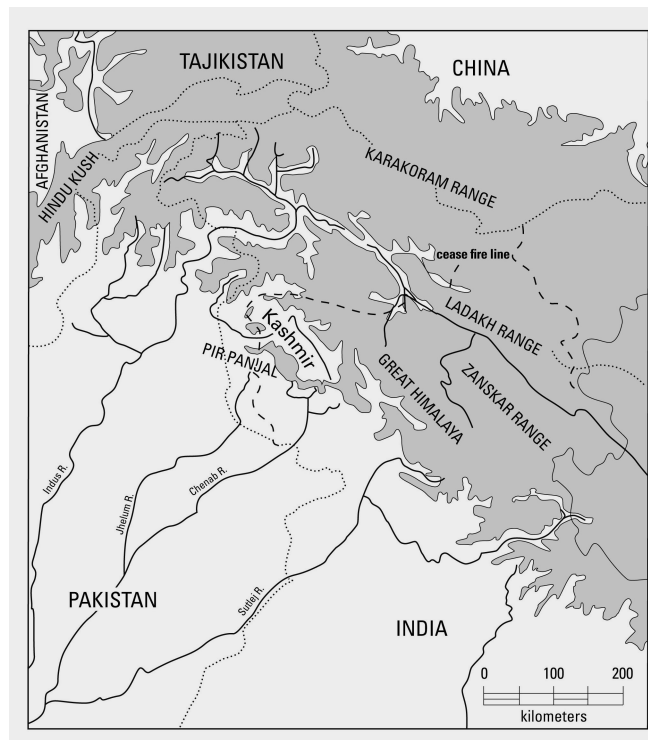 TAJIKISTAN
CHINA
AFGHANISTAN
HINDU KUSH
KARAKORAM RANGE
cease fire line
LADAKH RANGE
Kashmir
PIR PANJAL
GREAT HIMALAYA
ZANSKAR RANGE
Indus R.
Jhelum R.
Chenab R.
Sutlej R.
PAKISTAN
INDIA
0 100 200
kilometers